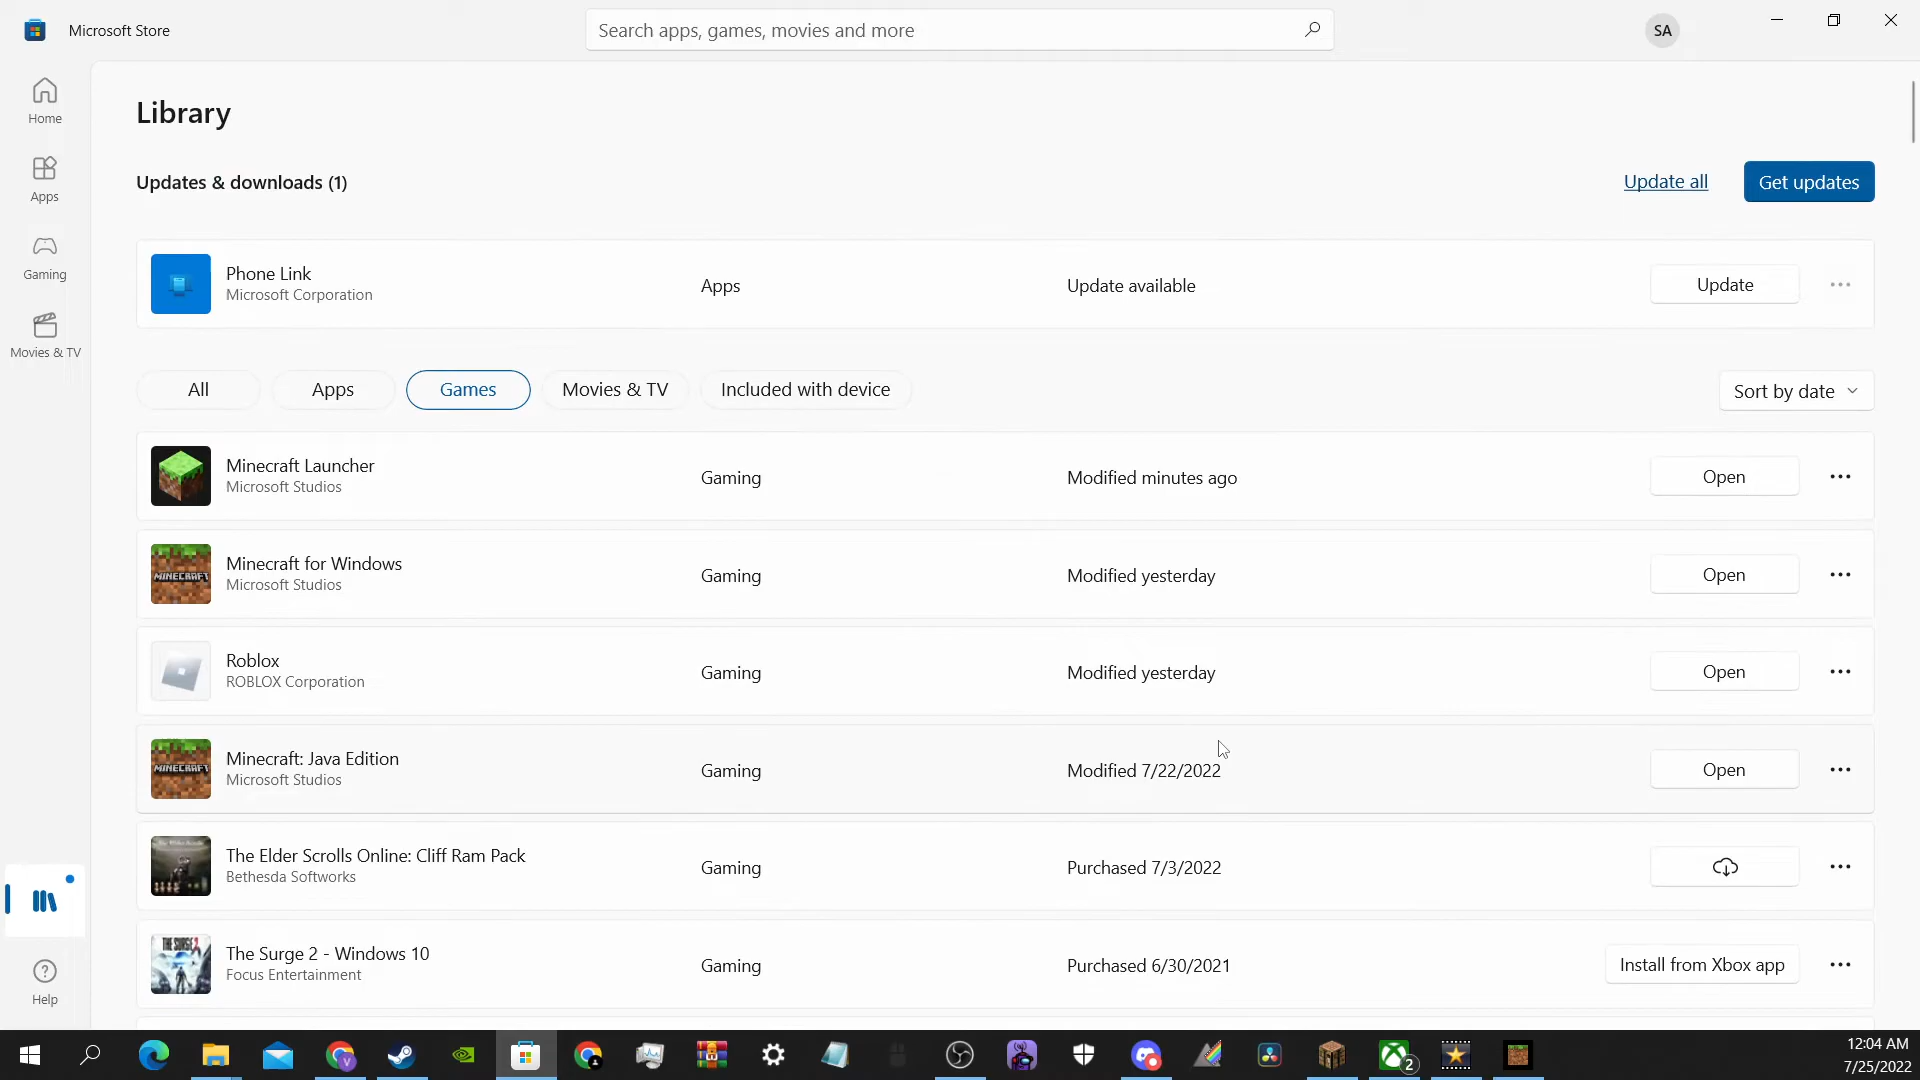 Microsoft Store
Search apps, games, movies and more
SA
Home
Apps
Gaming
Movies & TV
Help
Library
Updates & downloads (1)
Update all
Get updates
Phone Link
Microsoft Corporation
Apps
Update available
Update
All
Apps
Games
Movies & TV
Included with device
Sort by date
Minecraft Launcher
Microsoft Studios
Gaming
Modified minutes ago
Open
MINECRAFT
Minecraft for Windows
Microsoft Studios
Gaming
Modified yesterday
Open
Roblox
ROBLOX Corporation
Gaming
Modified yesterday
Open
MINECRAFT
Minecraft: Java Edition
Microsoft Studios
Gaming
Modified 7/22/2022
Open
The Elder Scrolls Online: Cliff Ram Pack
Bethesda Softworks
Gaming
Purchased 7/3/2022
THE SURGE 2
The Surge 2 - Windows 10
Focus Entertainment
Gaming
Purchased 6/30/2021
Install from Xbox app
V
2
12:04 AM
7/25/2022